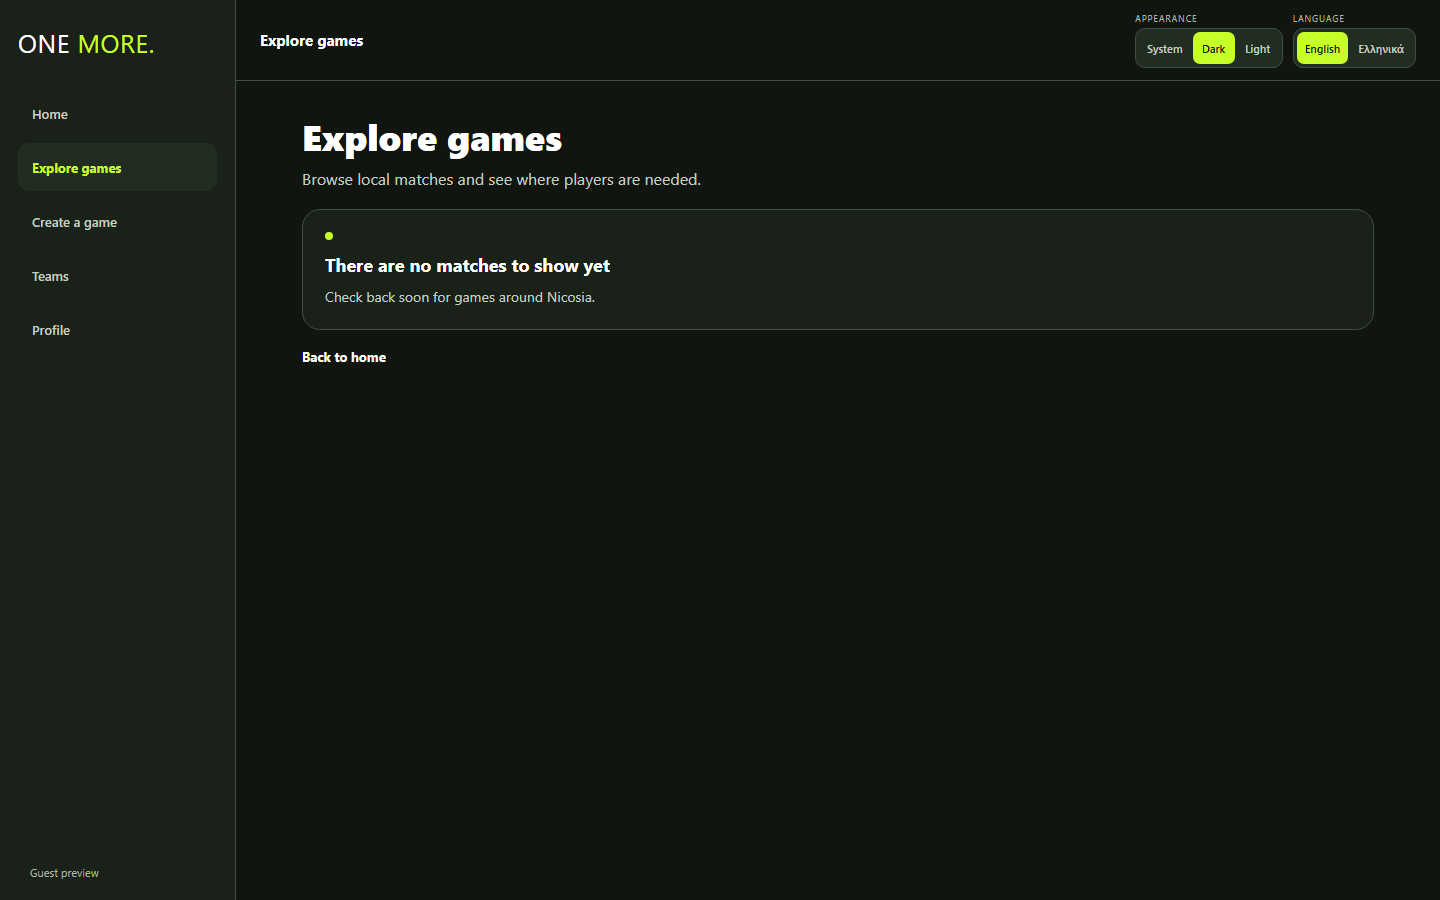 ONE MORE.
Home
Explore games
Create a game
Teams
Profile
Guest preview
Explore games
APPEARANCE
System Dark Light
LANGUAGE
English Ελληνικά
Explore games
Browse local matches and see where players are needed.
There are no matches to show yet
Check back soon for games around Nicosia.
Back to home